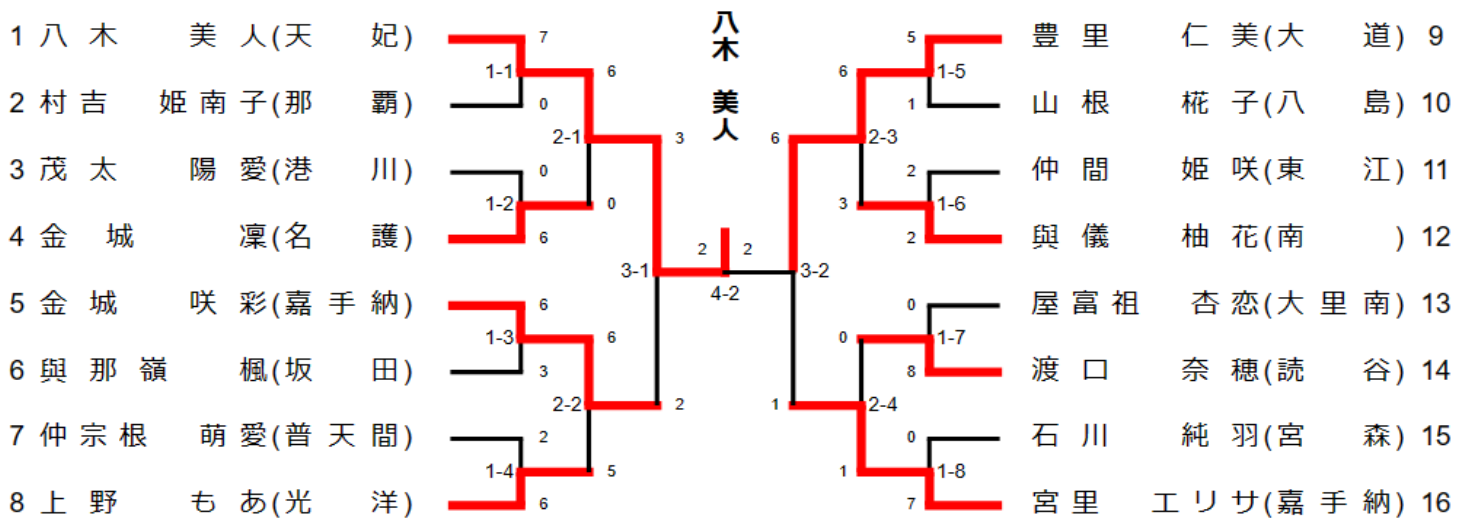 八木 美人
1 八木 美人(天妃) 7
1-1 6
2 村吉 姫南子(那覇) 0
2-1 3
3 茂太 陽愛(港川) 0
1-2 0
4 金城 凜(名護) 6
3-1 2
5 金城 咲彩(嘉手納) 6
1-3 6
6 與那嶺 楓(坂田) 3
2-2 2
7 仲宗根 萌愛(普天間) 2
1-4 5
8 上野 もあ(光洋) 6
4-2
5 豊里 仁美(大道) 9
6 1-5
1 山根 椛子(八島) 10
6 2-3
2 仲間 姫咲(東江) 11
3 1-6
2 與儀 柚花(南) 12
2 3-2
0 屋富祖 杏恋(大里南) 13
0 1-7
8 渡口 奈穂(読谷) 14
1 2-4
0 石川 純羽(宮森) 15
1 1-8
7 宮里 エリサ(嘉手納) 16